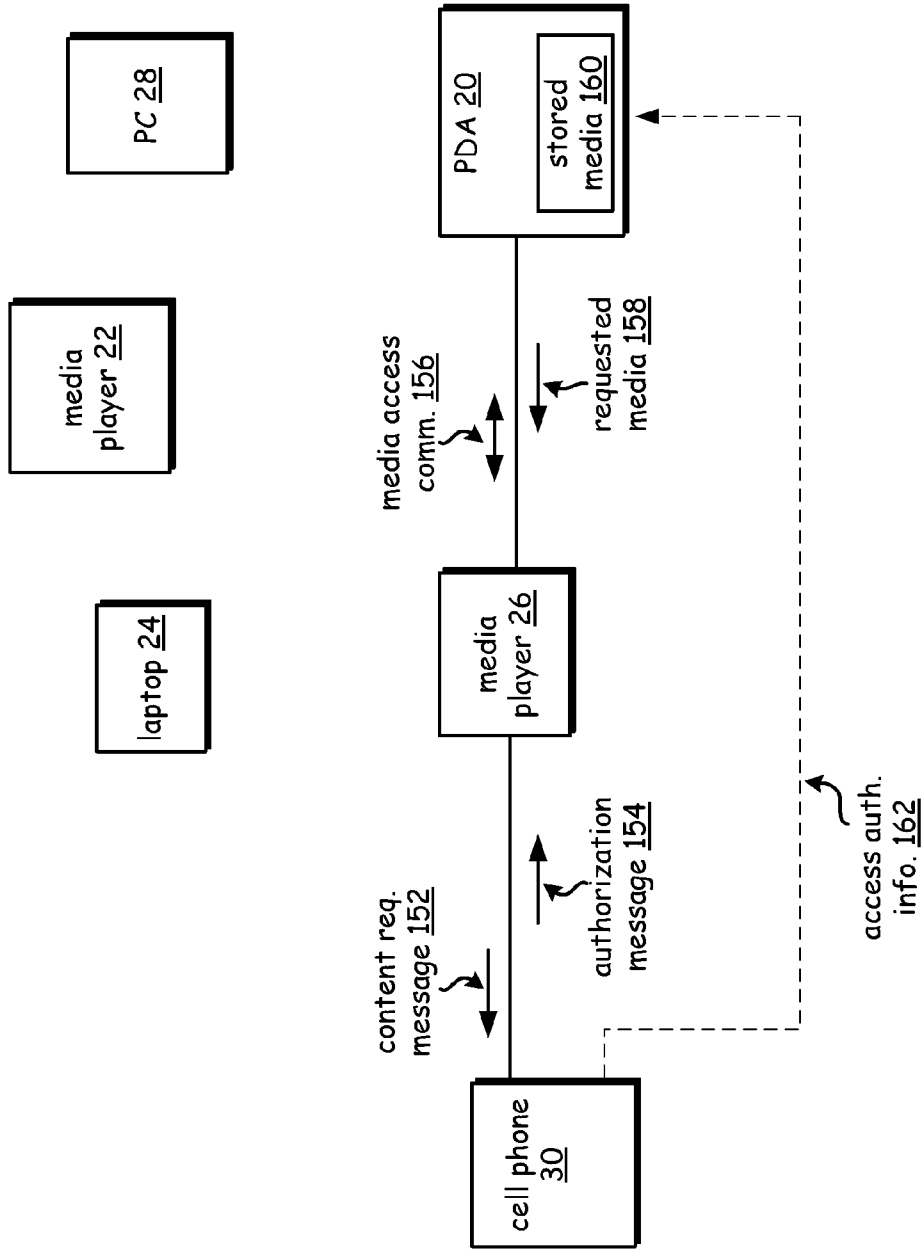 laptop 24
media
player 22
PC 28
content req.
message 152
media access
comm. 156
cell phone
30
media
player 26
PDA 20
stored
media 160
authorization
message 154
requested
media 158
access auth.
info. 162